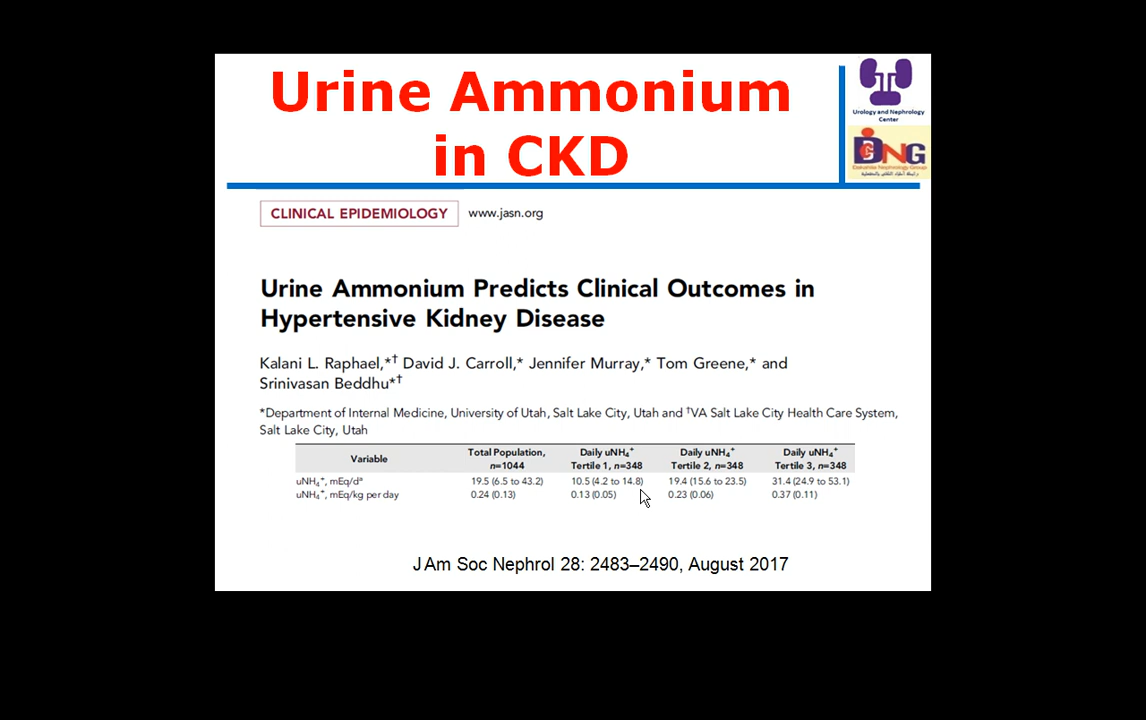 Urine Ammonium
in CKD
Urology and Nephrology
Center
DNG
Dakahlia Nephrology Group
CLINICAL EPIDEMIOLOGY www.jasn.org
Urine Ammonium Predicts Clinical Outcomes in
Hypertensive Kidney Disease
Kalani L. Raphael,*† David J. Carroll,* Jennifer Murray,* Tom Greene,* and
Srinivasan Beddhu*†
*Department of Internal Medicine, University of Utah, Salt Lake City, Utah and †VA Salt Lake City Health Care System,
Salt Lake City, Utah
Variable Total Population, n=1044 Daily uNH₄⁺ Tertile 1, n=348 Daily uNH₄⁺ Tertile 2, n=348 Daily uNH₄⁺ Tertile 3, n=348
uNH₄⁺, mEq/dᵃ 19.5 (6.5 to 43.2) 10.5 (4.2 to 14.8) 19.4 (15.6 to 23.5) 31.4 (24.9 to 53.1)
uNH₄⁺, mEq/kg per day 0.24 (0.13) 0.13 (0.05) 0.23 (0.06) 0.37 (0.11)
J Am Soc Nephrol 28: 2483–2490, August 2017